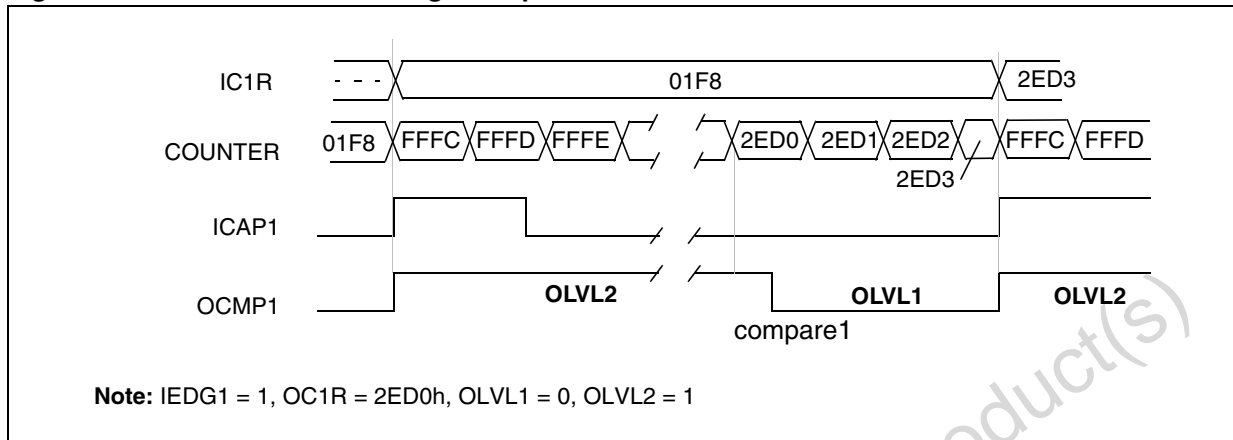 IC1R - - - 01F8 2ED3
COUNTER 01F8 FFFC FFFD FFFE 2ED0 2ED1 2ED2 FFFC FFFD
2ED3
ICAP1
OCMP1 OLVL2 OLVL1 OLVL2
compare1
Note: IEDG1 = 1, OC1R = 2ED0h, OLVL1 = 0, OLVL2 = 1